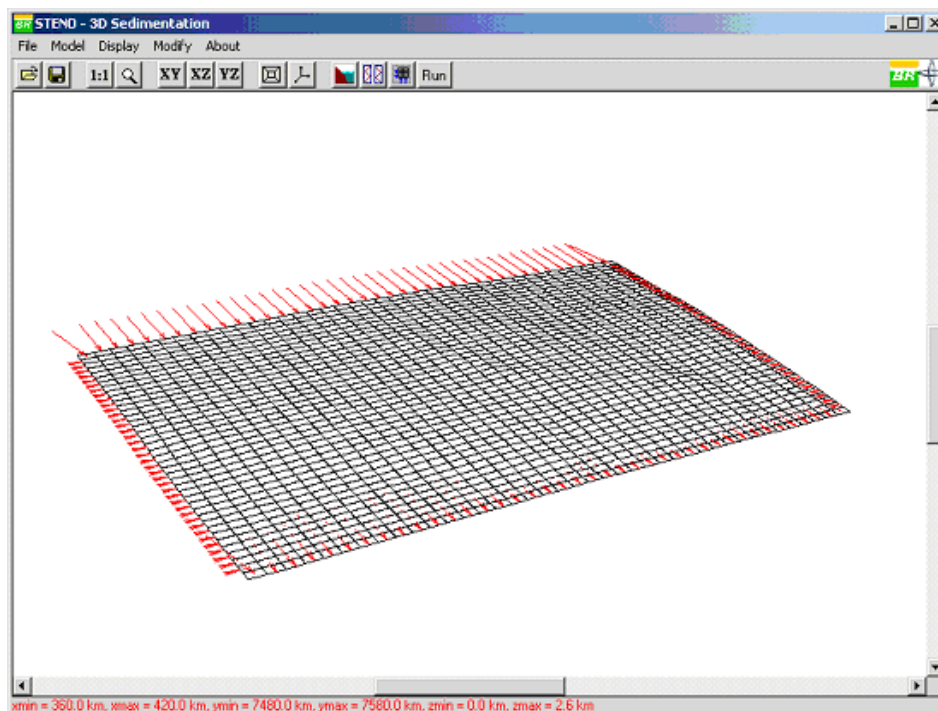 BR STENO - 3D Sedimentation
File Model Display Modify About
1:1 XY XZ YZ Run BR
xmin = 360.0 km, xmax = 420.0 km, ymin = 7480.0 km, ymax = 7580.0 km, zmin = 0.0 km, zmax = 2.6 km